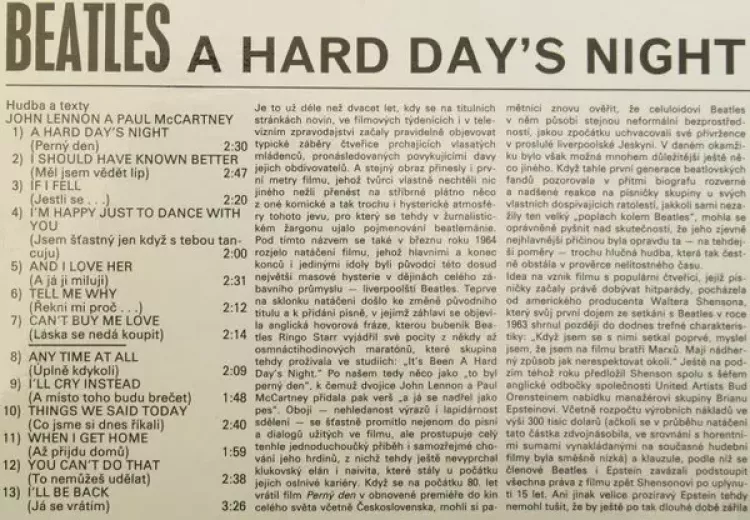 BEATLES A HARD DAY'S NIGHT
Hudba a texty
JOHN LENNON A PAUL McCARTNEY
1) A HARD DAY'S NIGHT
(Perný den) 2:30
2) I SHOULD HAVE KNOWN BETTER
(Měl jsem vědět líp) 2:47
3) IF I FELL
(Jestli se . . .) 2:20
4) I'M HAPPY JUST TO DANCE WITH
YOU
(Jsem šťastný jen když s tebou tan-
cuju) 2:00
5) AND I LOVE HER
(A já ji miluji) 2:31
6) TELL ME WHY
(Řekni mi proč . . .) 2:12
7) CAN'T BUY ME LOVE
(Láska se nedá koupit) 2:14
8) ANY TIME AT ALL
(Úplně kdykoli) 2:09
9) I'LL CRY INSTEAD
(A místo toho budu brečet) 1:48
10) THINGS WE SAID TODAY
(Co jsme si dnes říkali) 2:40
11) WHEN I GET HOME
(Až přijdu domů) 1:59
12) YOU CAN'T DO THAT
(To nemůžeš udělat) 2:38
13) I'LL BE BACK
(Já se vrátím) 3:26
Je to už déle než dvacet let, kdy se na titulních
stránkách novin, ve filmových týdenících i v tele-
vizním zpravodajství začaly pravidelně objevovat
typické záběry čtveřice prchajících vlasatých
mládenců, pronásledovaných povykujícími davy
jejich obdivovatelů. A stejný obraz přinesly i prv-
ní metry filmu, jehož tvůrci vlastně nechtěli nic
jiného nežli přenést na stříbrné plátno něco
z oné komické a tak trochu i hysterické atmosfé-
ry tohoto jevu, pro který se tehdy v žurnalistic-
kém žargonu ujalo pojmenování beatlemánie.
Pod tímto názvem se také v březnu roku 1964
rozjelo natáčení filmu, jehož hlavními a konec
konců i jedinými idoly byli původci této dosud
největší masové hysterie v dějinách celého zá-
bavního průmyslu — liverpoolští Beatles. Teprve
na sklonku natáčení došlo ke změně původního
titulu a k přidání písně, v jejímž záhlaví se objevi-
la anglická hovorová fráze, kterou bubeník Bea-
tles Ringo Starr vyjádřil své pocity z někdy až
osmnáctihodinových maratónů, které skupina
tehdy prožívala ve studiích: „It's Been A Hard
Day's Night.” Po našem tedy něco jako „to byl
perný den”, k čemuž dvojice John Lennon a Paul
McCartney přidala pak verš „a já se nadřel jako
pes”. Obojí — nehledanost výrazů i lapidárnost
sdělení — se šťastně promítlo nejenom do písní
a dialogů užitých ve filmu, ale prostupuje celý
tenhle jednoduchoučký příběh i samozřejmé cho-
vání jeho hrdinů, z nichž tehdy ještě nevyprchal
klukovský elán i naivita, které stály u počátku
jejich oslnivé kariéry. Když se na počátku 80. let
vrátil film Perný den v obnovené premiéře do kin
celého světa včetně Československa, mohli si pa-
mětníci znovu ověřit, že celuloidoví Beatles
v něm působí stejnou neformální bezprostřed-
ností, jakou zpočátku uchvacovali své přívržence
v proslulé liverpoolské Jeskyni. V daném okamži-
ku bylo však možná mnohem důležitější ještě ně-
co jiného. Když tahle první generace beatlovských
fandů pozorovala v přítmí biografu rozverné
a nadšené reakce na písničky skupiny u svých
vlastních dospívajících ratolestí, jakkoli sami neza-
žily ten velký „poplach kolem Beatles”, mohla se
oprávněně pyšnit nad skutečností, že jeho zjevně
nejhlavnější příčinou byla opravdu ta — na tehdej-
ší poměry — trochu hlučná hudba, která tak čest-
ně obstála v prověrce nelítostného času.
Idea na vznik filmu s populární čtveřicí, jejíž pís-
ničky začaly právě dobývat hitparády, pocházela
od amerického producenta Waltera Shensona,
který svůj první dojem ze setkání s Beatles v roce
1963 shrnul později do dodnes trefné charakteris-
tiky: „Když jsem se s nimi setkal poprvé, myslel
jsem, že jsem na filmu bratří Marxů. Mají nádher-
ný způsob jak nerespektovat okolí.” Ještě na pod-
zim téhož roku předložil Shenson spolu s šéfem
anglické odbočky společnosti United Artists Bud
Orensteinem nabídku manažérovi skupiny Brianu
Epsteinovi. Včetně rozpočtu výrobních nákladů ve
výši 300 tisíc dolarů (ačkoli se v průběhu natáčení
tato částka zdvojnásobila, ve srovnání s horentní-
mi sumami vynakládanými na současné hudební
filmy byla směšně nízká) a klauzule, podle níž se
členové Beatles i Epstein zavázali podstoupit
všechna práva z filmu zpět Shensonovi po uplynu-
tí 15 let. Ani jinak velice prozíravý Epstein tehdy
nemohl tušit, že by ještě po tak dlouhé době zářila